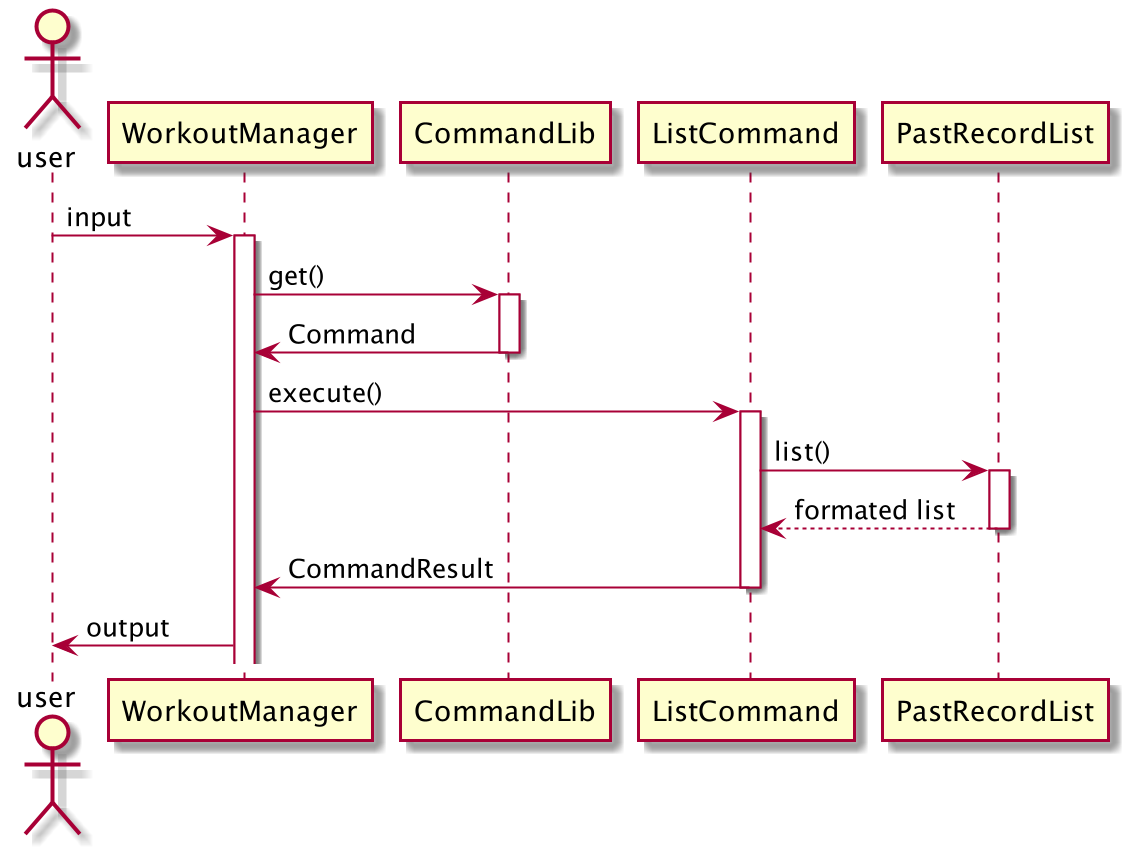 user
WorkoutManager
CommandLib
ListCommand
PastRecordList
input
get()
Command
execute()
list()
formated list
CommandResult
output
user
WorkoutManager
CommandLib
ListCommand
PastRecordList